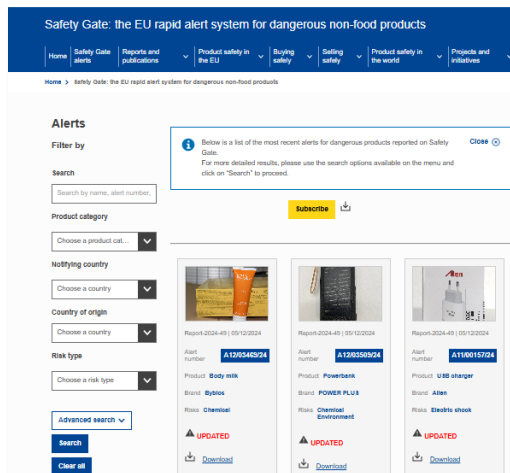 Safety Gate: the EU rapid alert system for dangerous non-food products
Home
Safety Gate alerts
Reports and publications
Product safety in the EU
Buying safely
Selling safely
Product safety in the world
Projects and initiatives
Home > Safety Gate: the EU rapid alert system for dangerous non-food products
Alerts
Filter by
Below is a list of the most recent alerts for dangerous products reported on Safety
Gate.
For more detailed results, please use the search options available on the menu and
click on "Search" to proceed.
Close
Search
Search by name, alert number,
Subscribe
Product category
Choose a product cat...
Notifying country
Choose a country
Country of origin
Choose a country
Risk type
Choose a risk type
Advanced search
Search
Clear all
Report-2024-49 | 05/12/2024
Alert number A12/03469/24
Product Body milk
Brand Byblos
Risks Chemical
UPDATED
Download
Report-2024-49 | 05/12/2024
Alert number A12/03509/24
Product Powerbank
Brand POWER PLUS
Risks Chemical
Environment
UPDATED
Download
Allen
Report-2024-49 | 05/12/2024
Alert number A11/00157/24
Product USB charger
Brand Allen
Risks Electric shock
UPDATED
Download